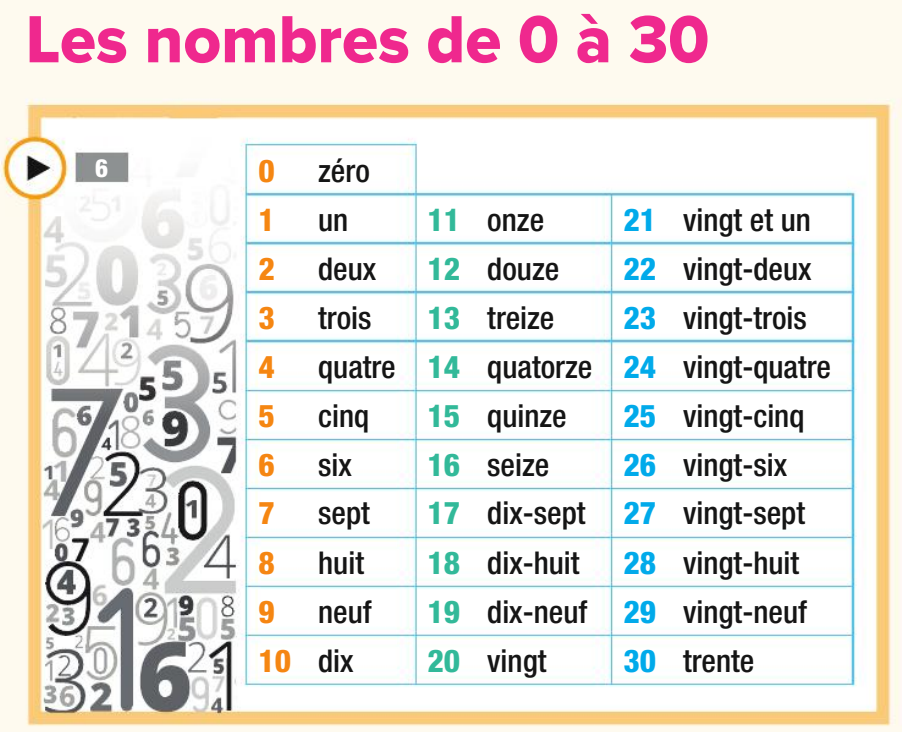 Les nombres de 0 à 30
6
0 zéro
1 un 11 onze 21 vingt et un
2 deux 12 douze 22 vingt-deux
3 trois 13 treize 23 vingt-trois
4 quatre 14 quatorze 24 vingt-quatre
5 cinq 15 quinze 25 vingt-cinq
6 six 16 seize 26 vingt-six
7 sept 17 dix-sept 27 vingt-sept
8 huit 18 dix-huit 28 vingt-huit
9 neuf 19 dix-neuf 29 vingt-neuf
10 dix 20 vingt 30 trente